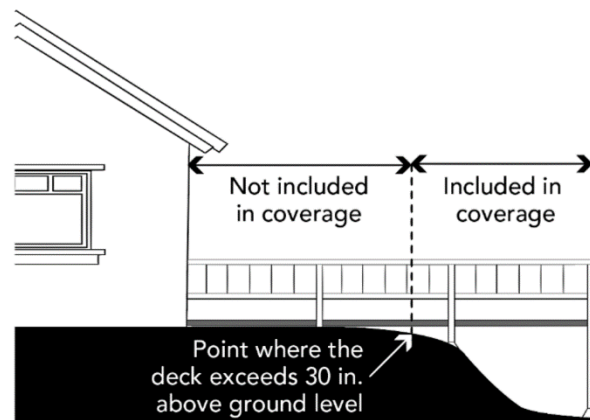 Not included
in coverage
Included in
coverage
Point where the
deck exceeds 30 in.
above ground level